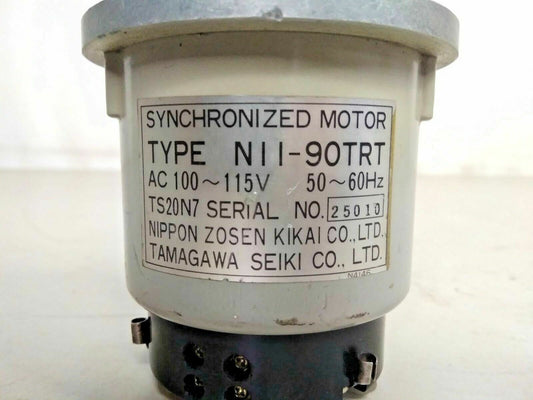 SYNCHRONIZED MOTOR
TYPE N11-90TRT
AC 100~115V 50~60Hz
TS20N7 SERIAL NO. 25010
NIPPON ZOSEN KIKAI CO., LTD.
TAMAGAWA SEIKI CO., LTD.